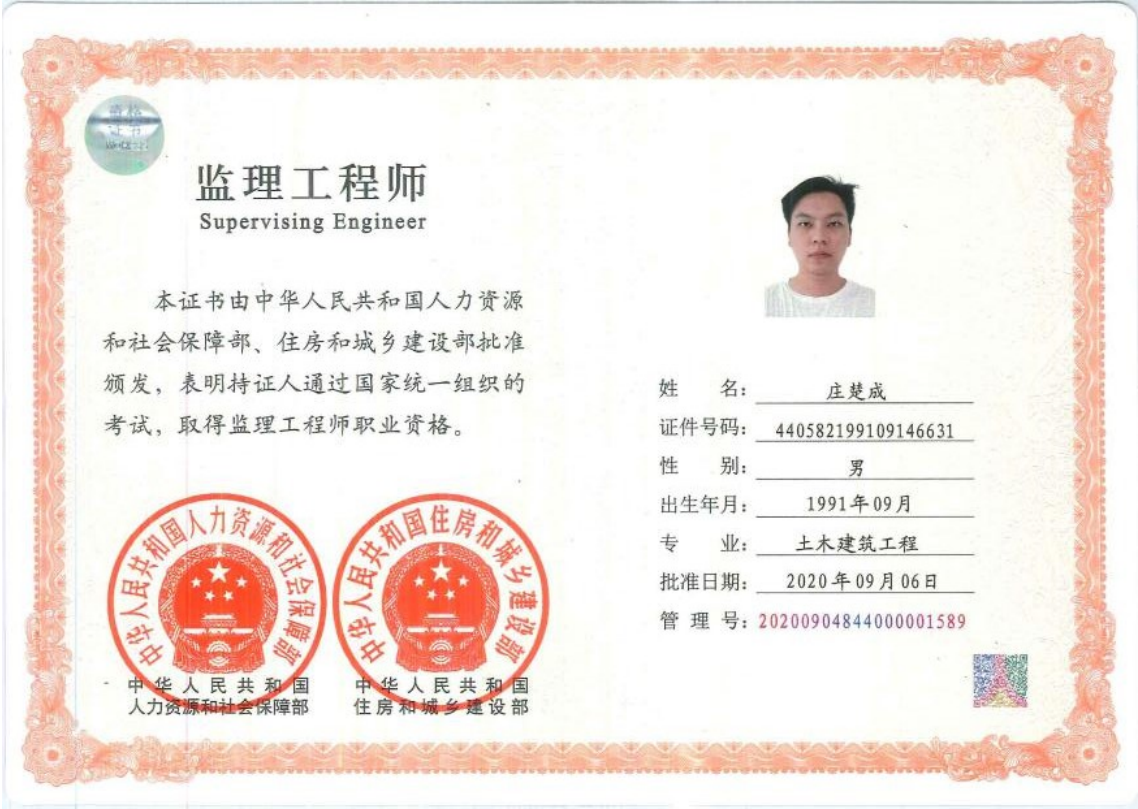 资格
证书
监理工程师
Supervising Engineer
本证书由中华人民共和国人力资源
和社会保障部、住房和城乡建设部批准
颁发，表明持证人通过国家统一组织的
考试，取得监理工程师职业资格。
中华人民共和国人力资源和社会保障部
中华人民共和国住房和城乡建设部
中华人民共和国
人力资源和社会保障部
中华人民共和国
住房和城乡建设部
姓 名： 庄楚成
证件号码： 440582199109146631
性 别： 男
出生年月： 1991年09月
专 业： 土木建筑工程
批准日期： 2020年09月06日
管 理 号： 20200904844000001589